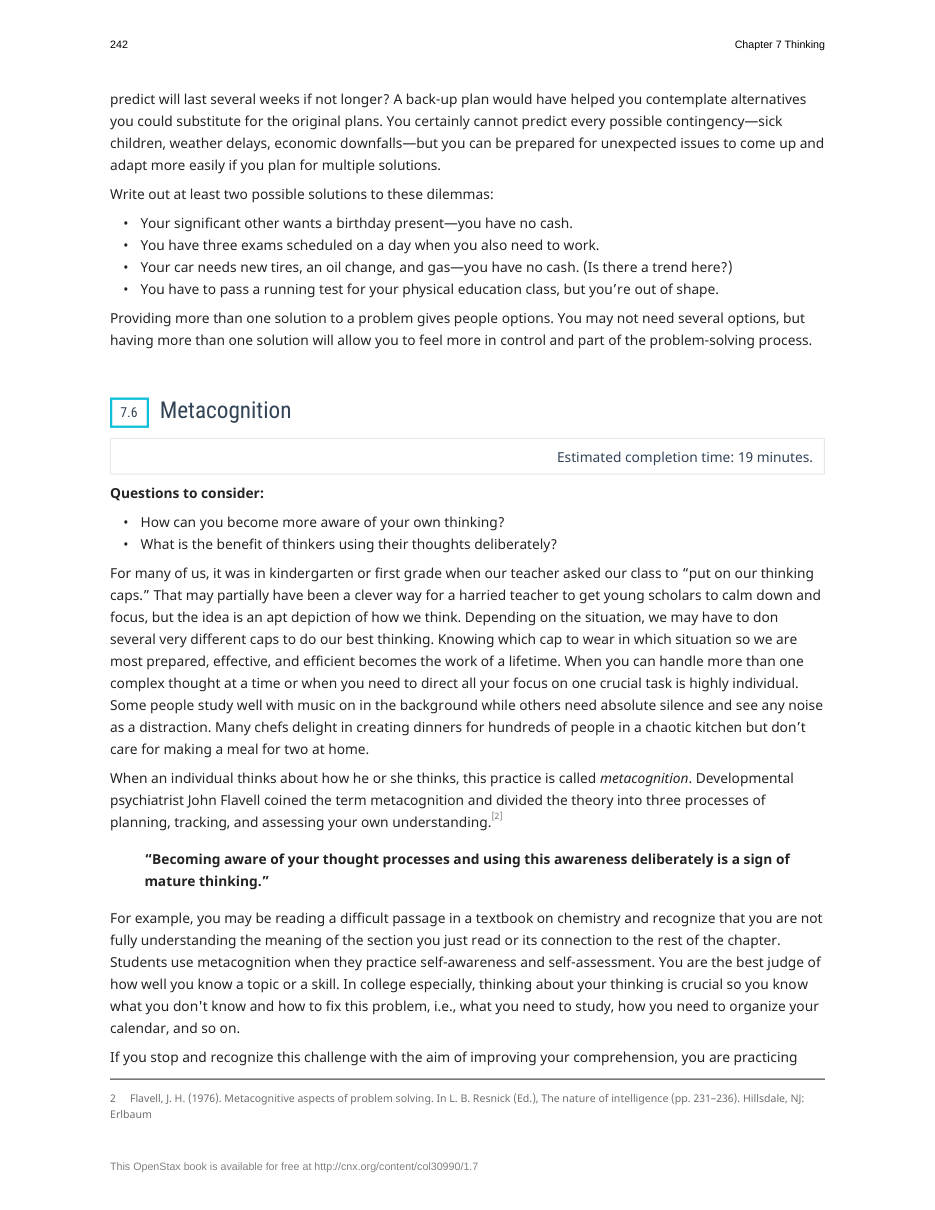 242
Chapter 7 Thinking
predict will last several weeks if not longer? A back-up plan would have helped you contemplate alternatives
you could substitute for the original plans. You certainly cannot predict every possible contingency—sick
children, weather delays, economic downfalls—but you can be prepared for unexpected issues to come up and
adapt more easily if you plan for multiple solutions.
Write out at least two possible solutions to these dilemmas:
• Your significant other wants a birthday present—you have no cash.
• You have three exams scheduled on a day when you also need to work.
• Your car needs new tires, an oil change, and gas—you have no cash. (Is there a trend here?)
• You have to pass a running test for your physical education class, but you’re out of shape.
Providing more than one solution to a problem gives people options. You may not need several options, but
having more than one solution will allow you to feel more in control and part of the problem-solving process.
7.6 Metacognition
Estimated completion time: 19 minutes.
Questions to consider:
• How can you become more aware of your own thinking?
• What is the benefit of thinkers using their thoughts deliberately?
For many of us, it was in kindergarten or first grade when our teacher asked our class to “put on our thinking
caps.” That may partially have been a clever way for a harried teacher to get young scholars to calm down and
focus, but the idea is an apt depiction of how we think. Depending on the situation, we may have to don
several very different caps to do our best thinking. Knowing which cap to wear in which situation so we are
most prepared, effective, and efficient becomes the work of a lifetime. When you can handle more than one
complex thought at a time or when you need to direct all your focus on one crucial task is highly individual.
Some people study well with music on in the background while others need absolute silence and see any noise
as a distraction. Many chefs delight in creating dinners for hundreds of people in a chaotic kitchen but don’t
care for making a meal for two at home.
When an individual thinks about how he or she thinks, this practice is called metacognition. Developmental
psychiatrist John Flavell coined the term metacognition and divided the theory into three processes of
planning, tracking, and assessing your own understanding.[2]
“Becoming aware of your thought processes and using this awareness deliberately is a sign of
mature thinking.”
For example, you may be reading a difficult passage in a textbook on chemistry and recognize that you are not
fully understanding the meaning of the section you just read or its connection to the rest of the chapter.
Students use metacognition when they practice self-awareness and self-assessment. You are the best judge of
how well you know a topic or a skill. In college especially, thinking about your thinking is crucial so you know
what you don't know and how to fix this problem, i.e., what you need to study, how you need to organize your
calendar, and so on.
If you stop and recognize this challenge with the aim of improving your comprehension, you are practicing
2 Flavell, J. H. (1976). Metacognitive aspects of problem solving. In L. B. Resnick (Ed.), The nature of intelligence (pp. 231–236). Hillsdale, NJ:
Erlbaum
This OpenStax book is available for free at http://cnx.org/content/col30990/1.7